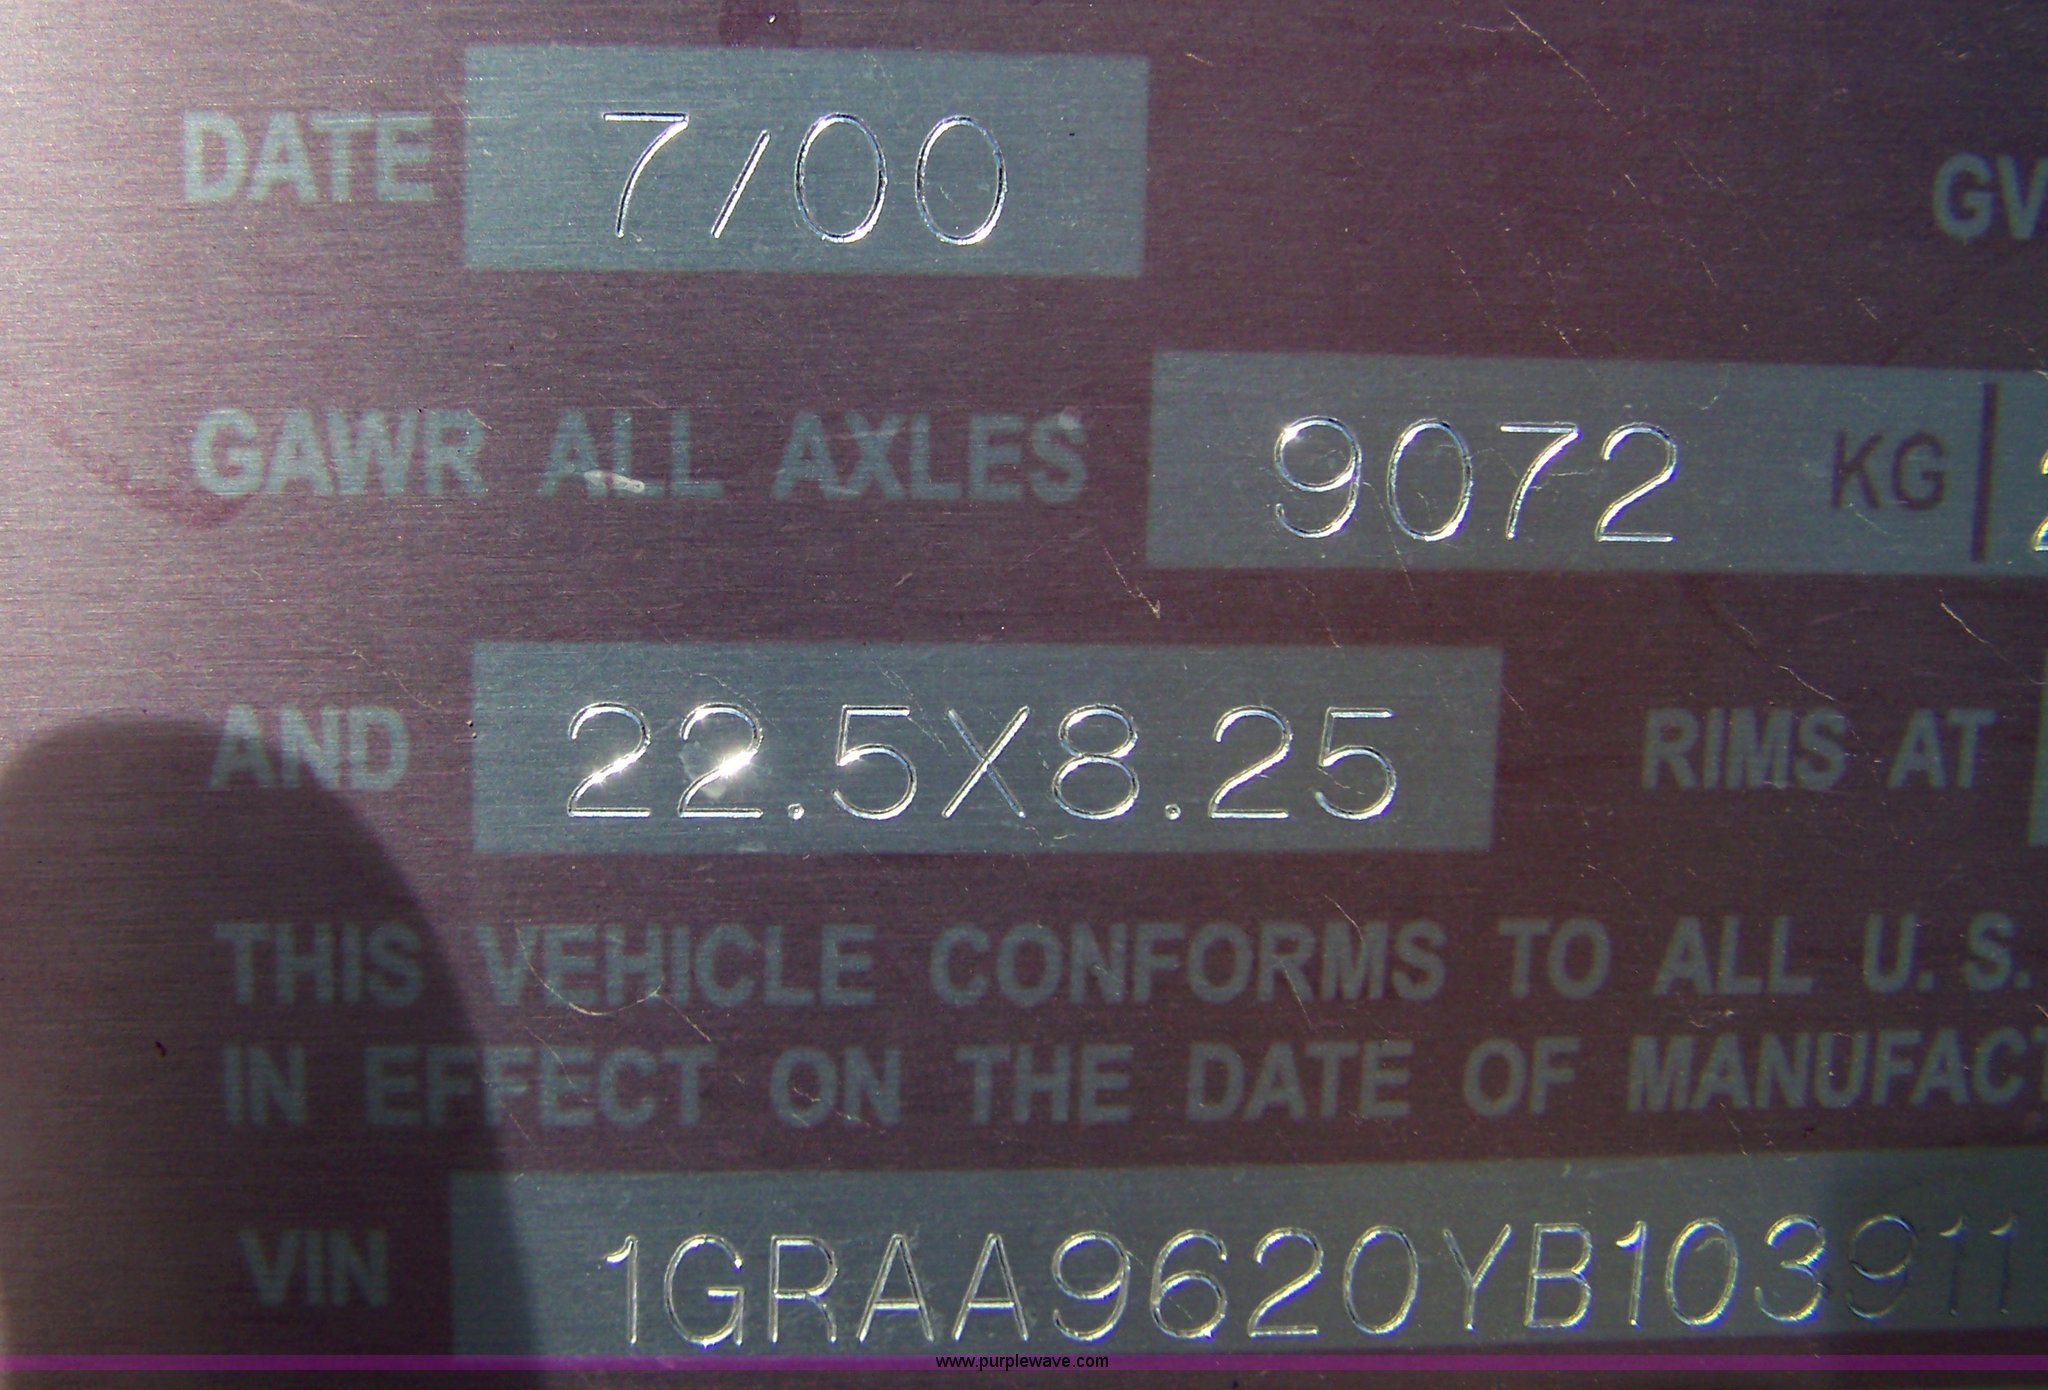 DATE 7/00 GV
GAWR ALL AXLES 9072 KG
AND 22.5X8.25 RIMS AT
THIS VEHICLE CONFORMS TO ALL U.S.
IN EFFECT ON THE DATE OF MANUFACT
VIN 1GRAA9620YB103911
www.purplewave.com